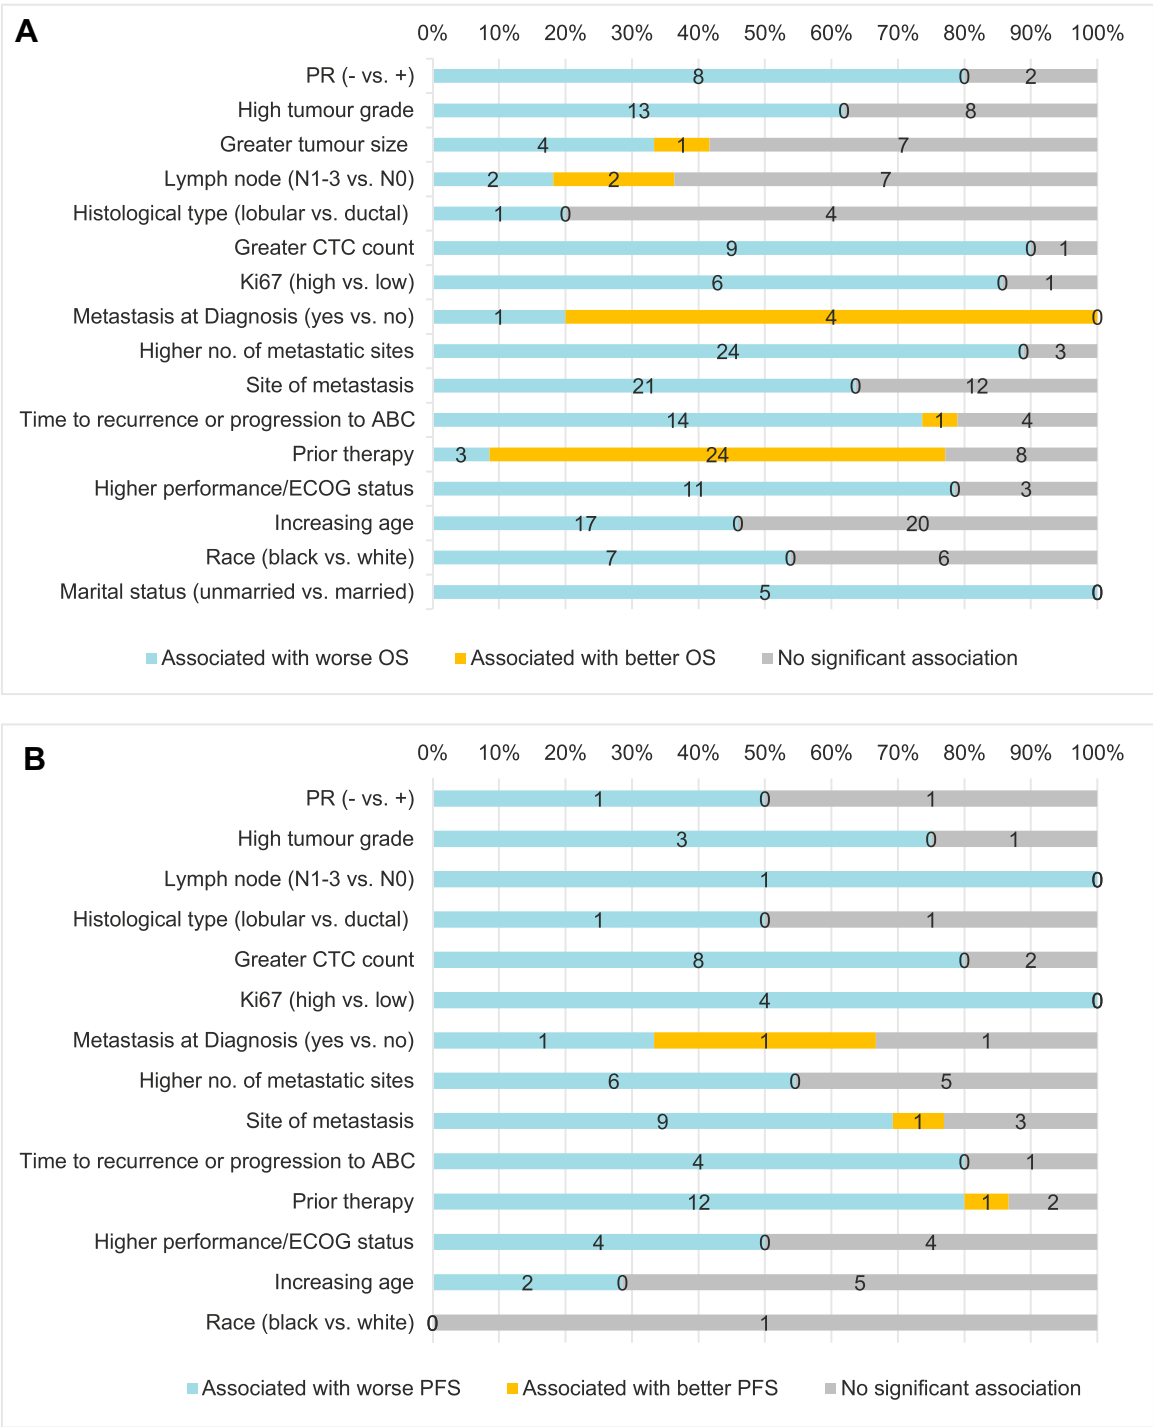 A
0% 10% 20% 30% 40% 50% 60% 70% 80% 90% 100%
PR (- vs. +) 8 0 2
High tumour grade 13 0 8
Greater tumour size 4 1 7
Lymph node (N1-3 vs. N0) 2 2 7
Histological type (lobular vs. ductal) 1 0 4
Greater CTC count 9 0 1
Ki67 (high vs. low) 6 0 1
Metastasis at Diagnosis (yes vs. no) 1 4 0
Higher no. of metastatic sites 24 0 3
Site of metastasis 21 0 12
Time to recurrence or progression to ABC 14 1 4
Prior therapy 3 24 8
Higher performance/ECOG status 11 0 3
Increasing age 17 0 20
Race (black vs. white) 7 0 6
Marital status (unmarried vs. married) 5 0
Associated with worse OS Associated with better OS No significant association
B
0% 10% 20% 30% 40% 50% 60% 70% 80% 90% 100%
PR (- vs. +) 1 0 1
High tumour grade 3 0 1
Lymph node (N1-3 vs. N0) 1 0
Histological type (lobular vs. ductal) 1 0 1
Greater CTC count 8 0 2
Ki67 (high vs. low) 4 0
Metastasis at Diagnosis (yes vs. no) 1 1 1
Higher no. of metastatic sites 6 0 5
Site of metastasis 9 1 3
Time to recurrence or progression to ABC 4 0 1
Prior therapy 12 1 2
Higher performance/ECOG status 4 0 4
Increasing age 2 0 5
Race (black vs. white) 0 1
Associated with worse PFS Associated with better PFS No significant association